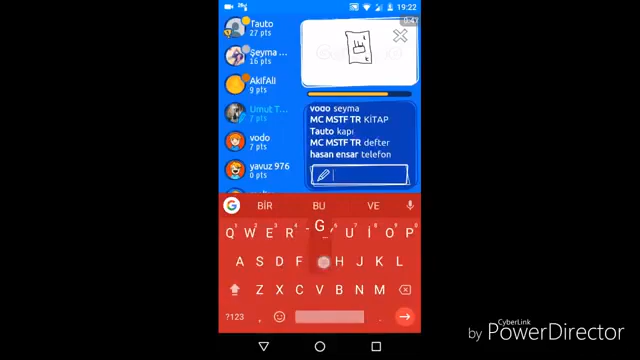 19:22
0:47
Tauto
27 pts
Şeyma ...
16 pts
AkifAli
9 pts
Umut T...
7 pts
vodo
7 pts
yavuz 976
0 pts
vodo seyma
MC MSTF TR KİTAP
Tauto kapı
MC MSTF TR defter
hasan ensar telefon
G BİR BU VE
G
Q W E R Y U I O P
A S D F H J K L
Z X C V B N M
?123 , .
by CyberLink PowerDirector